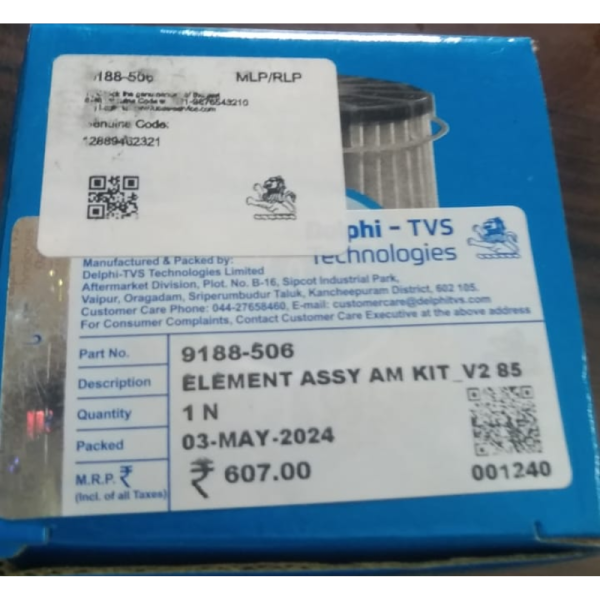 9188-506 MLP/RLP
Genuine Code:
12889462321
Delphi - TVS
Technologies
Manufactured & Packed by:
Delphi-TVS Technologies Limited
Aftermarket Division, Plot. No. B-16, Sipcot Industrial Park,
Vaipur, Oragadam, Sriperumbudur Taluk, Kancheepuram District, 602 105.
Customer Care Phone: 044-27658460, E-mail: customercare@delphitvs.com
For Consumer Complaints, Contact Customer Care Executive at the above address
Part No. 9188-506
Description ELEMENT ASSY AM KIT_V2 85
Quantity 1 N
Packed 03-MAY-2024
M.R.P. ₹ ₹ 607.00
(Incl. of all Taxes)
001240